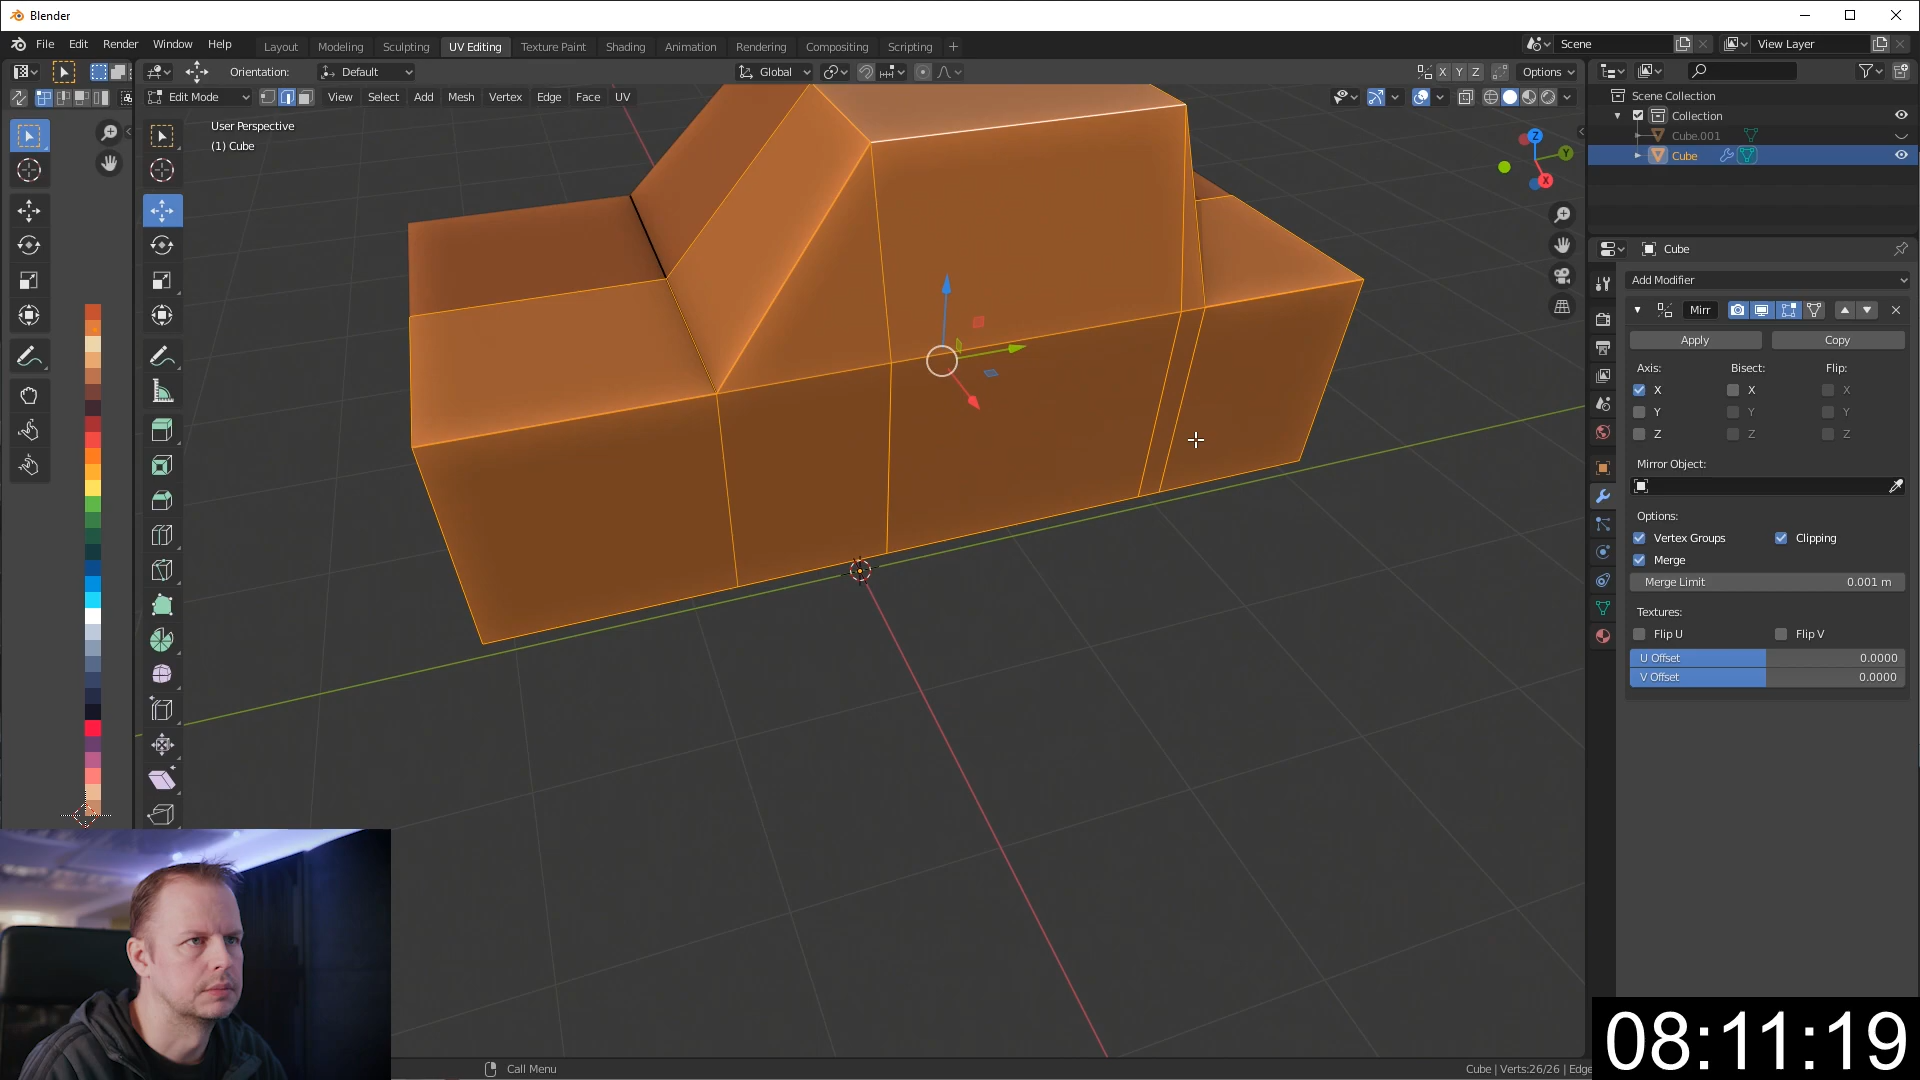 Blender
File Edit Render Window Help
Layout Modeling Sculpting UV Editing Texture Paint Shading Animation Rendering Compositing Scripting +
Scene
View Layer
Orientation: Default
Global
X Y Z
Options
Edit Mode View Select Add Mesh Vertex Edge Face UV
User Perspective
(1) Cube
Z
Y
X
Scene Collection
Collection
Cube.001
Cube
Cube
Add Modifier
Mirr
Apply Copy
Axis: Bisect: Flip:
X X X
Y Y Y
Z Z Z
Mirror Object:
Options:
Vertex Groups Clipping
Merge
Merge Limit 0.001 m
Textures:
Flip U Flip V
U Offset 0.0000
V Offset 0.0000
Call Menu
Cube | Verts:26/26 | Edge
08:11:19